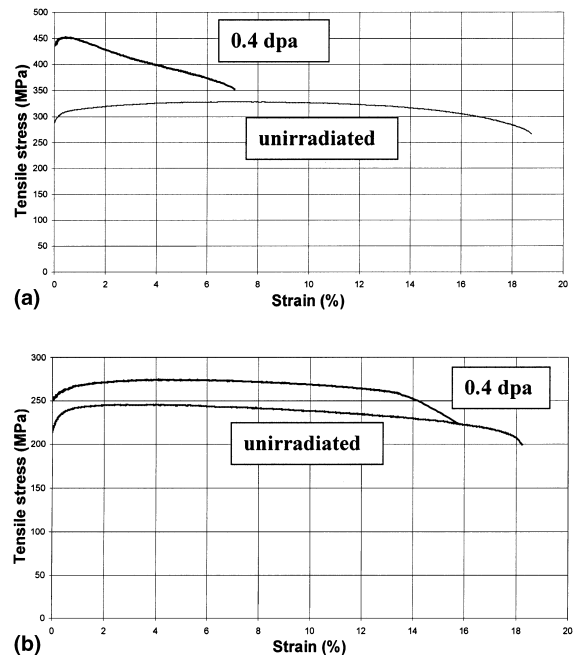 500
450
400
350
300
250
200
150
100
50
0
Tensile stress (MPa)
0.4 dpa
unirradiated
0 2 4 6 8 10 12 14 16 18 20
Strain (%)
(a)
300
250
200
150
100
50
0
Tensile stress (MPa)
0.4 dpa
unirradiated
0 2 4 6 8 10 12 14 16 18 20
Strain (%)
(b)